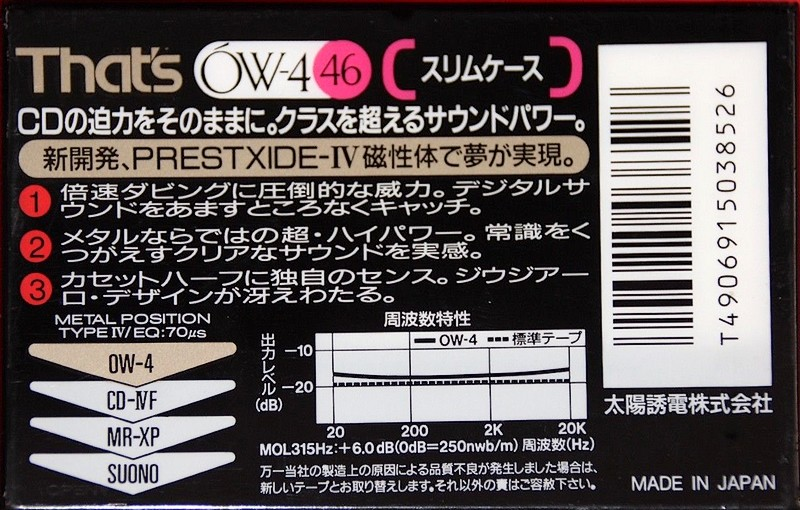 That's ÓW-4 46 スリムケース
CDの迫力をそのままに。クラスを超えるサウンドパワー。
新開発、PRESTXIDE-IV磁性体で夢が実現。
1 倍速ダビングに圧倒的な威力。デジタルサ
ウンドをあますところなくキャッチ。
2 メタルならではの超・ハイパワー。常識をく
つがえすクリアなサウンドを実感。
3 カセットハーフに独自のセンス。ジウジアー
ロ・デザインが冴えわたる。
METAL POSITION
TYPE IV/EQ:70μs
OW-4
CD-IVF
MR-XP
SUONO
周波数特性
出力レベル(dB)
OW-4 標準テープ
-10
-20
20 200 2K 20K
MOL315Hz:+6.0dB(0dB=250nwb/m) 周波数(Hz)
万一当社の製造上の原因による品質不良が発生しました場合は、
新しいテープとお取り替えします。それ以外の責はご容赦下さい。
T4906915038526
太陽誘電株式会社
MADE IN JAPAN